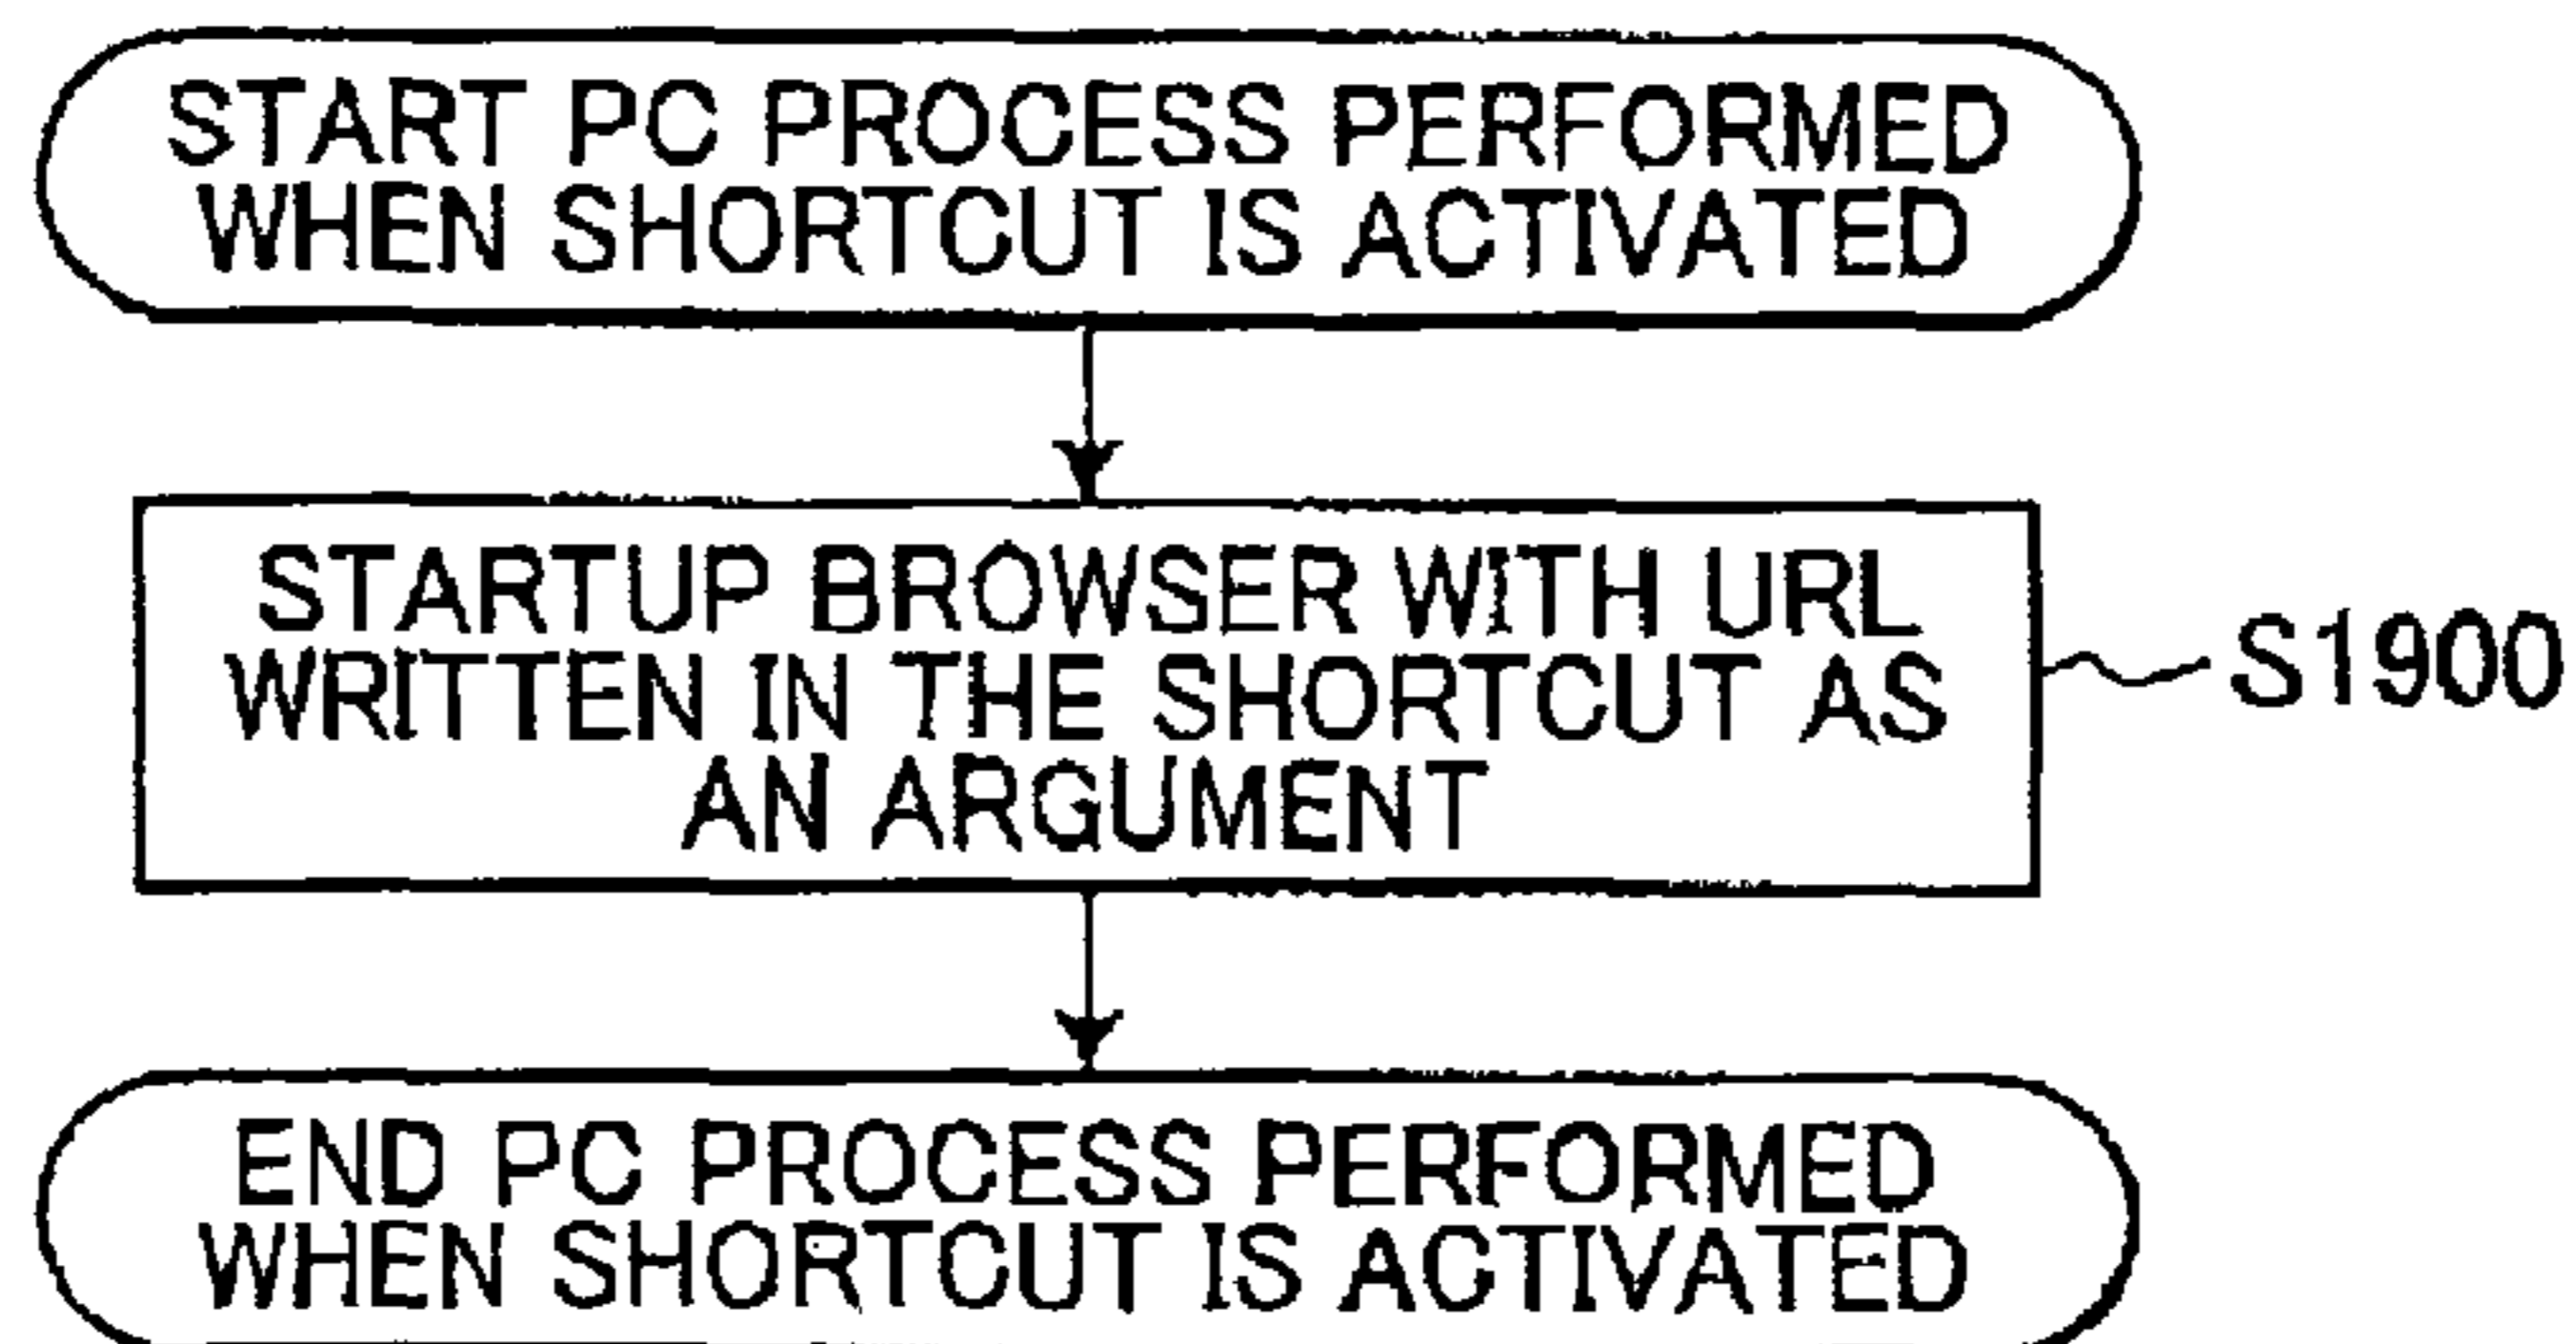 START PC PROCESS PERFORMED
WHEN SHORTCUT IS ACTIVATED
STARTUP BROWSER WITH URL
WRITTEN IN THE SHORTCUT AS
AN ARGUMENT
S1900
END PC PROCESS PERFORMED
WHEN SHORTCUT IS ACTIVATED